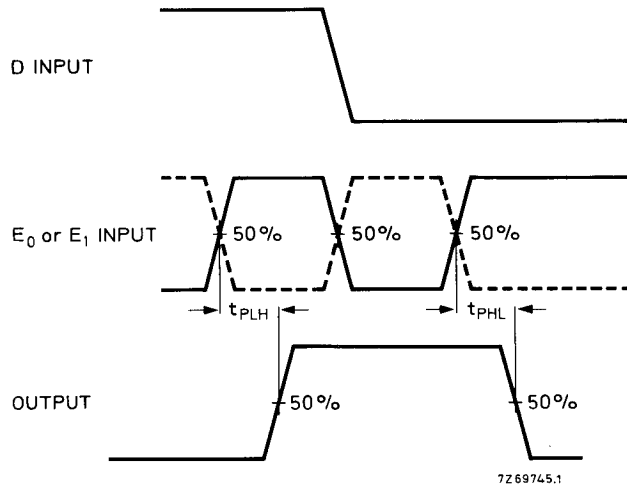 D INPUT
E0 or E1 INPUT
50%
50%
50%
tPLH
tPHL
OUTPUT
50%
50%
7Z69745.1